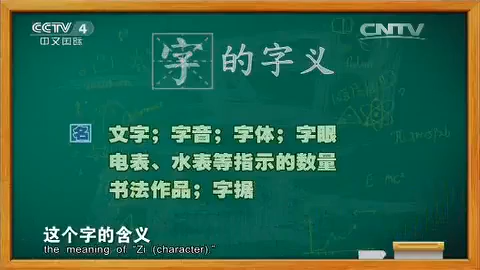 CCTV 4
中文国际
CNTV
字的字义
名 文字；字音；字体；字眼
电表、水表等指示的数量
书法作品；字据
这个字的含义
the meaning of "Zi (character)."